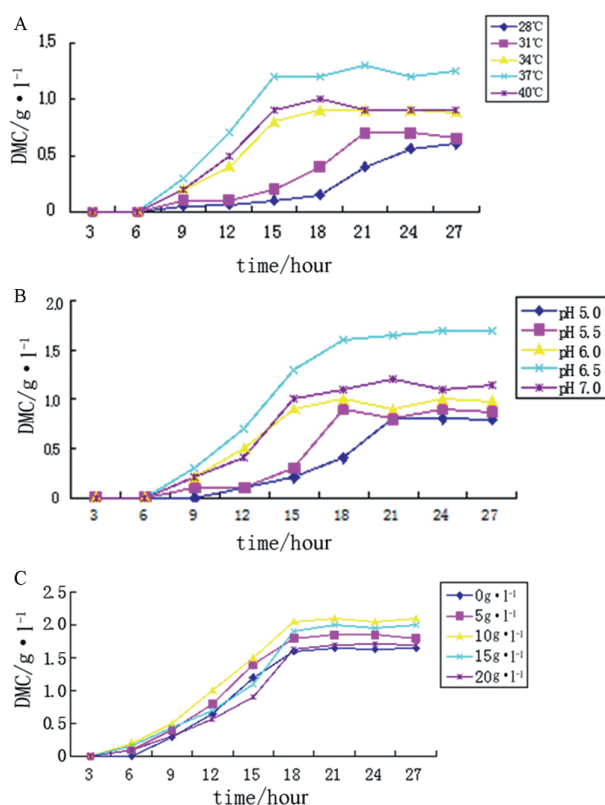 A
1.5
1.0
0.5
0
DMC/g·l⁻¹
3 6 9 12 15 18 21 24 27
time/hour
28℃
31℃
34℃
37℃
40℃
B
2.0
1.5
1.0
0.5
0
DMC/g·l⁻¹
3 6 9 12 15 18 21 24 27
time/hour
pH 5.0
pH 5.5
pH 6.0
pH 6.5
pH 7.0
C
2.5
2.0
1.5
1.0
0.5
0
DMC/g·l⁻¹
3 6 9 12 15 18 21 24 27
time/hour
0g·l⁻¹
5g·l⁻¹
10g·l⁻¹
15g·l⁻¹
20g·l⁻¹